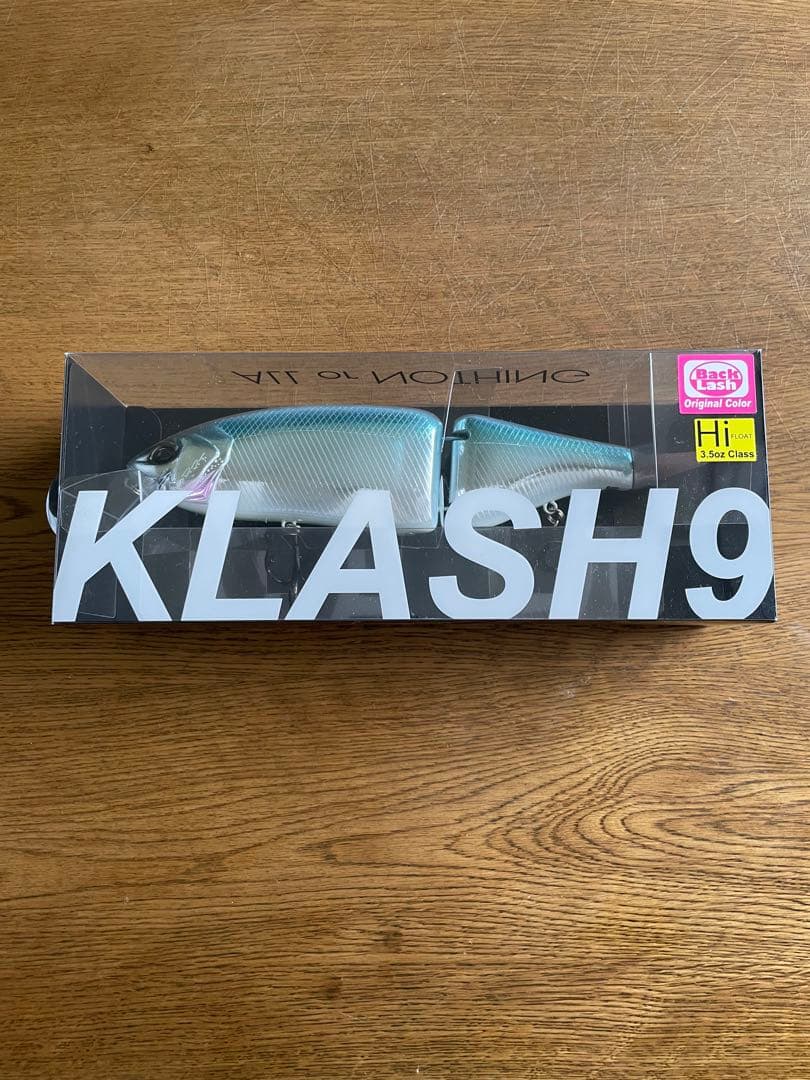 ALL or NOTHING
Back
Lash
Original Color
Hi FLOAT
3.5oz Class
KLASH9